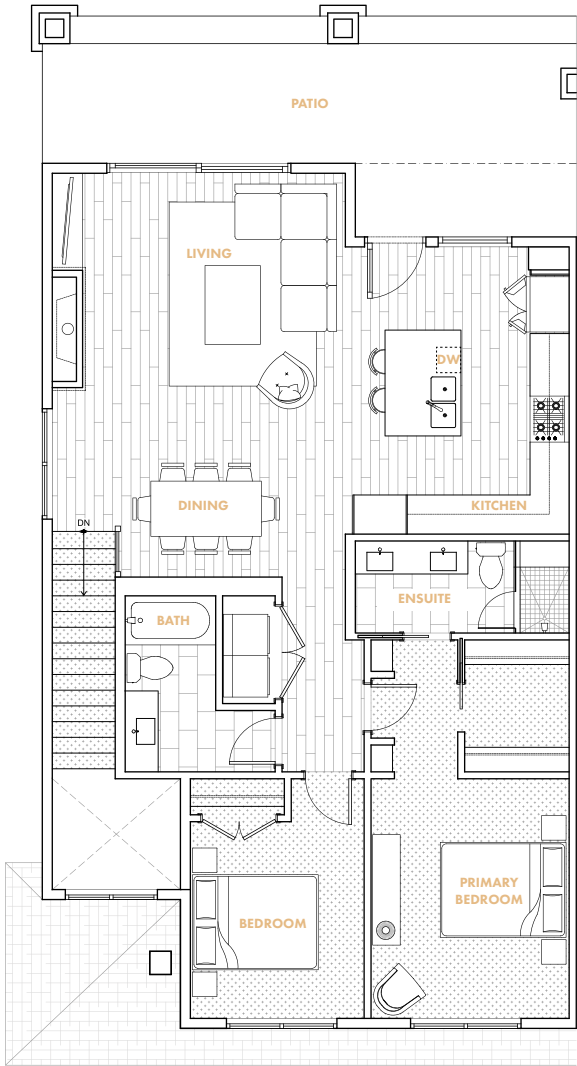 PATIO
LIVING
DW
DINING
KITCHEN
DN
ENSUITE
BATH
PRIMARY
BEDROOM
BEDROOM